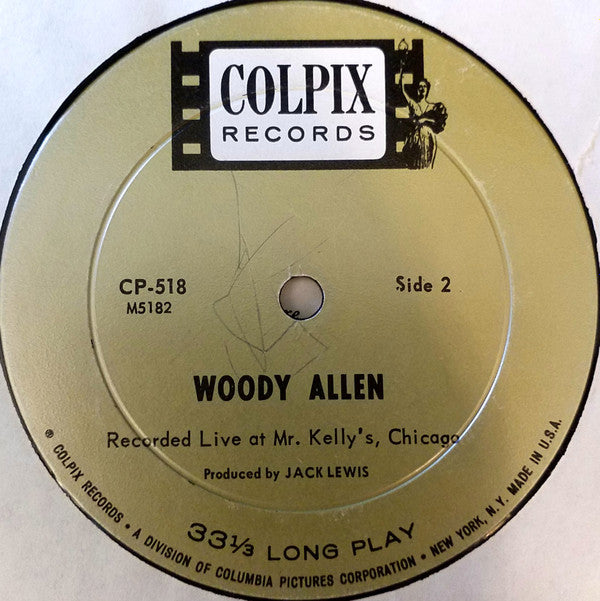 COLPIX
RECORDS
CP-518
M5182
Side 2
WOODY ALLEN
Recorded Live at Mr. Kelly's, Chicago
Produced by JACK LEWIS
33⅓ LONG PLAY
® COLPIX RECORDS • A DIVISION OF COLUMBIA PICTURES CORPORATION • NEW YORK, N.Y. MADE IN U.S.A.